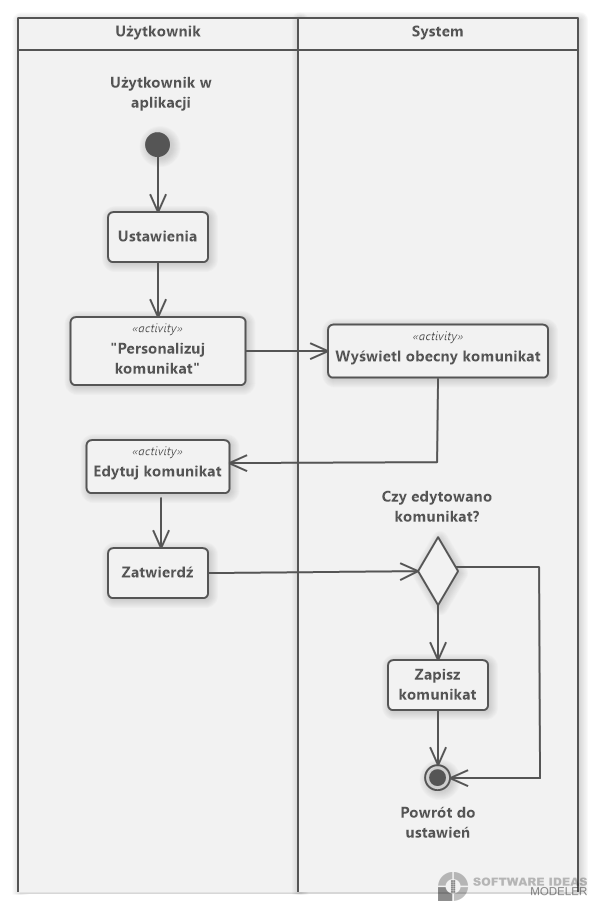 Użytkownik
System
Użytkownik w
aplikacji
Ustawienia
«activity»
"Personalizuj
komunikat"
«activity»
Wyświetl obecny komunikat
«activity»
Edytuj komunikat
Zatwierdź
Czy edytowano
komunikat?
Zapisz
komunikat
Powrót do
ustawień
SOFTWARE IDEAS
MODELER